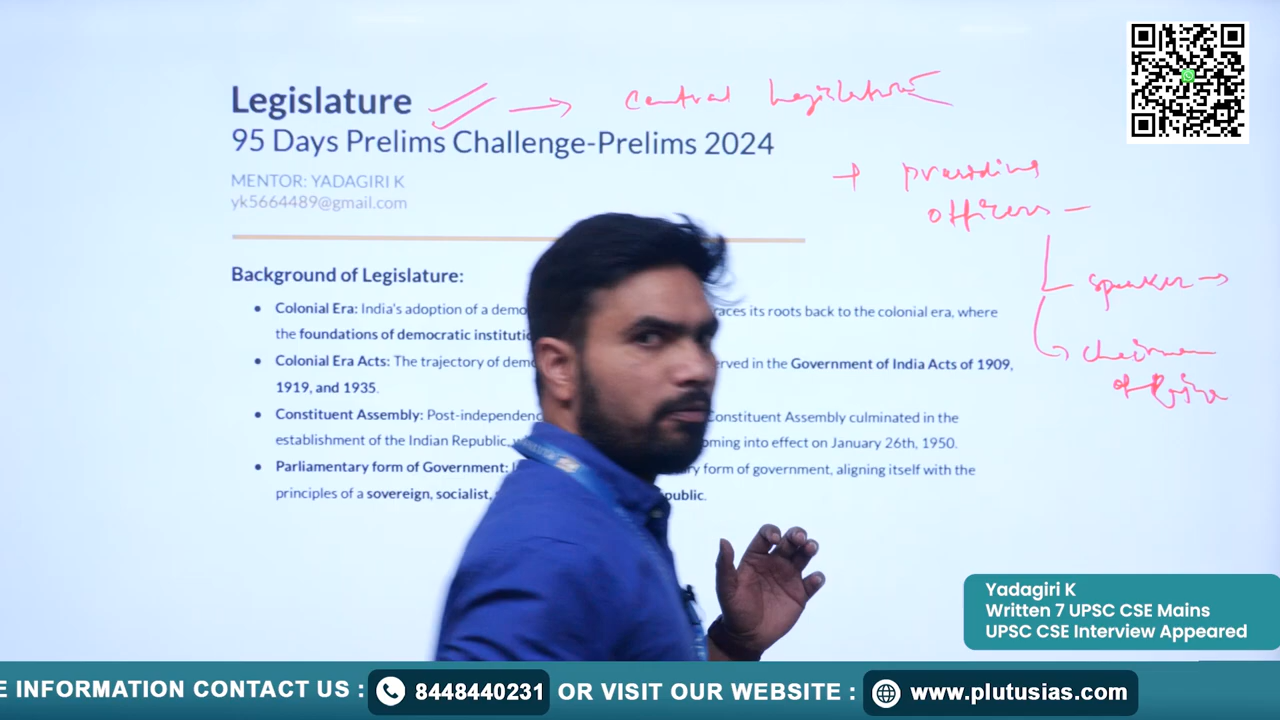 Legislature
central legislature
95 Days Prelims Challenge-Prelims 2024
MENTOR: YADAGIRI K
yk5664489@gmail.com
+ presiding
officers -
speaker
chairman
of
Background of Legislature:
Colonial Era: India's adoption of a demo races its roots back to the colonial era, where
the foundations of democratic instituti
Colonial Era Acts: The trajectory of dem rved in the Government of India Acts of 1909,
1919, and 1935.
Constituent Assembly: Post-independenc Constituent Assembly culminated in the
establishment of the Indian Republic, oming into effect on January 26th, 1950.
Parliamentary form of Government: ry form of government, aligning itself with the
principles of a sovereign, socialist, public.
Yadagiri K
Written 7 UPSC CSE Mains
UPSC CSE Interview Appeared
E INFORMATION CONTACT US : 8448440231 OR VISIT OUR WEBSITE : www.plutusias.com